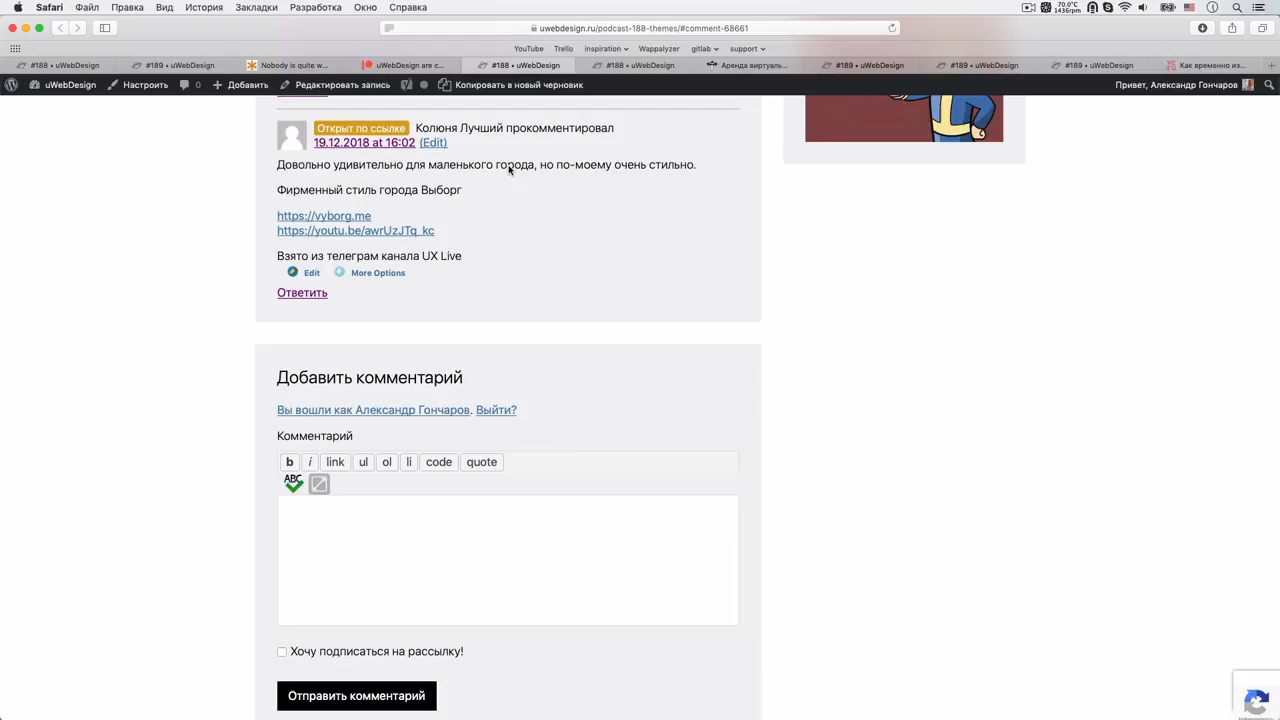 Safari Файл Правка Вид История Закладки Разработка Окно Справка
70.0°C
1436rpm
uwebdesign.ru/podcast-188-themes/#comment-68661
YouTube Trello inspiration Wappalyzer gitlab support
#188 • uWebDesign #189 • uWebDesign Nobody is quite w... uWebDesign are c... #188 • uWebDesign #188 • uWebDesign Аренда виртуаль... #189 • uWebDesign #189 • uWebDesign #189 • uWebDesign Как временно из...
uWebDesign Настроить 0 Добавить Редактировать запись Копировать в новый черновик Привет, Александр Гончаров
Открыт по ссылке Колюня Лучший прокомментировал
19.12.2018 at 16:02 (Edit)
Довольно удивительно для маленького города, но по-моему очень стильно.
Фирменный стиль города Выборг
https://vyborg.me
https://youtu.be/awrUzJTq_kc
Взято из телеграм канала UX Live
Edit More Options
Ответить
Добавить комментарий
Вы вошли как Александр Гончаров. Выйти?
Комментарий
b i link ul ol li code quote
ABC
Хочу подписаться на рассылку!
Отправить комментарий